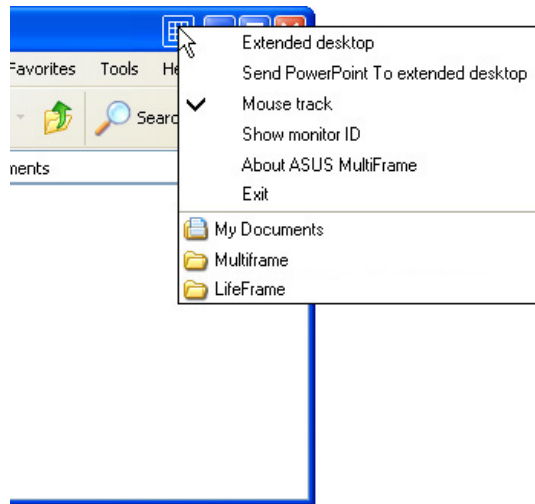 Favorites Tools He
Searc
ments
Extended desktop
Send PowerPoint To extended desktop
Mouse track
Show monitor ID
About ASUS MultiFrame
Exit
My Documents
Multiframe
LifeFrame